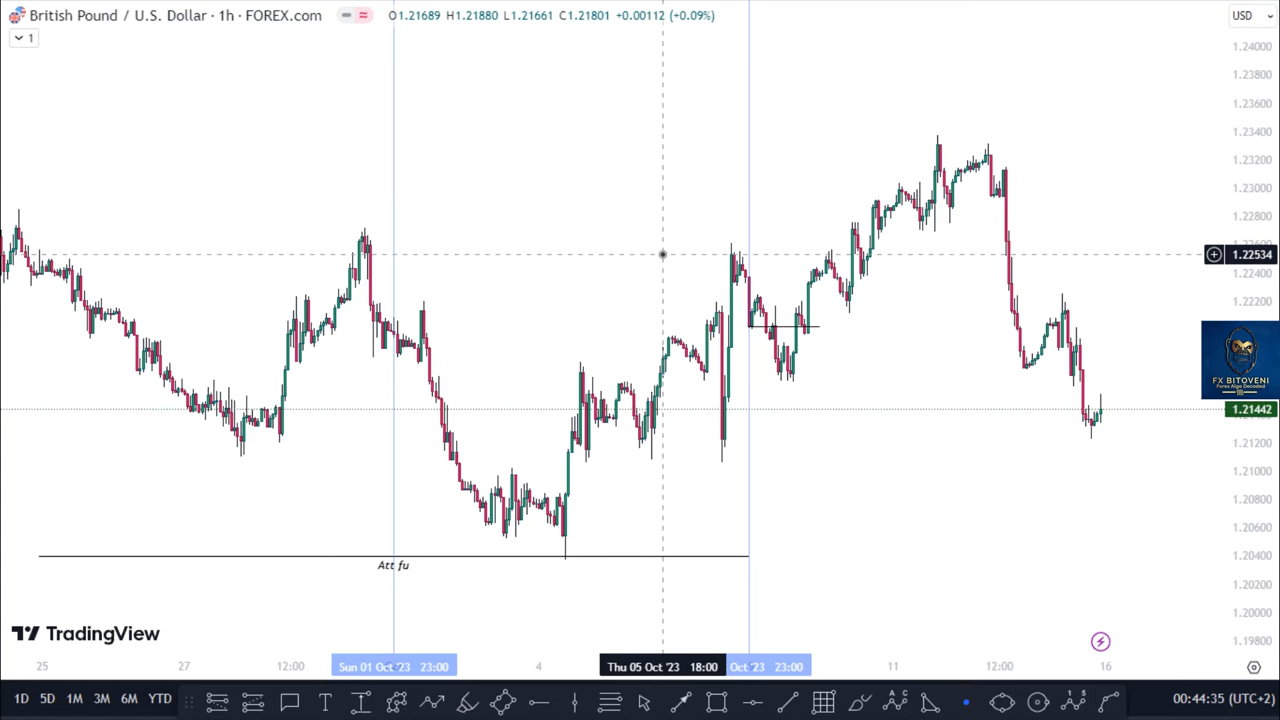 British Pound / U.S. Dollar · 1h · FOREX.com
O1.21689 H1.21880 L1.21661 C1.21801 +0.00112 (+0.09%)
USD
1
1.24000
1.23800
1.23600
1.23400
1.23200
1.23000
1.22800
1.22534
1.22400
1.22200
FX BITOVENI
Forex Algo Decoded
1.21442
1.21200
1.21000
1.20800
1.20600
1.20400
1.20200
1.20000
1.19800
Att fu
TradingView
25 27 12:00 Sun 01 Oct '23 23:00 4 Thu 05 Oct '23 18:00 Oct '23 23:00 11 12:00 16
1D 5D 1M 3M 6M YTD 00:44:35 (UTC+2)